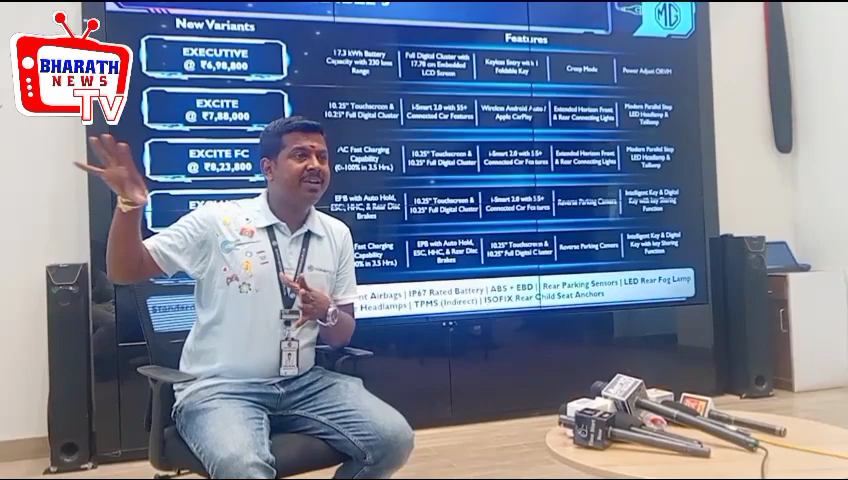 BHARATH
NEWS
TV
MG
New Variants
Features
EXECUTIVE
@ ₹6,98,800
17.3 kWh Battery
Capacity with 230 kms
Range
Full Digital Cluster with
17.78 cm Embedded
LCD Screen
Keyless Entry with 1
Foldable Key
Creep Mode
Power Adjust ORVM
EXCITE
@ ₹7,88,000
10.25" Touchscreen &
10.25" Full Digital Cluster
i-Smart 2.0 with 55+
Connected Car Features
Wireless Android Auto /
Apple CarPlay
Extended Horizon Front
& Rear Connecting Lights
Modern Parallel Step
LED Headlamp &
Taillamp
EXCITE FC
@ ₹8,23,800
AC Fast Charging
Capability
(0-100% in 3.5 Hrs.)
10.25" Touchscreen &
10.25" Full Digital Cluster
i-Smart 2.0 with 55+
Connected Car Features
Extended Horizon Front
& Rear Connecting Lights
Modern Parallel Step
LED Headlamp &
Taillamp
EPB with Auto Hold,
ESC, HHC, & Rear Disc
Brakes
10.25" Touchscreen &
10.25" Full Digital Cluster
i-Smart 2.0 with 55+
Connected Car Features
Reverse Parking Camera
Intelligent Key & Digital
Key with key Sharing
Function
Fast Charging
in 3.5 Hrs.)
EPB with Auto Hold,
ESC, HHC, & Rear Disc
Brakes
10.25" Touchscreen &
10.25" Full Digital Cluster
Reverse Parking Camera
Intelligent Key & Digital
Key with key Sharing
Function
Standard
Airbags | IP67 Rated Battery | ABS + EBD | Rear Parking Sensors | LED Rear Fog Lamp
Headlamps | TPMS (Indirect) | ISOFIX Rear Child Seat Anchors